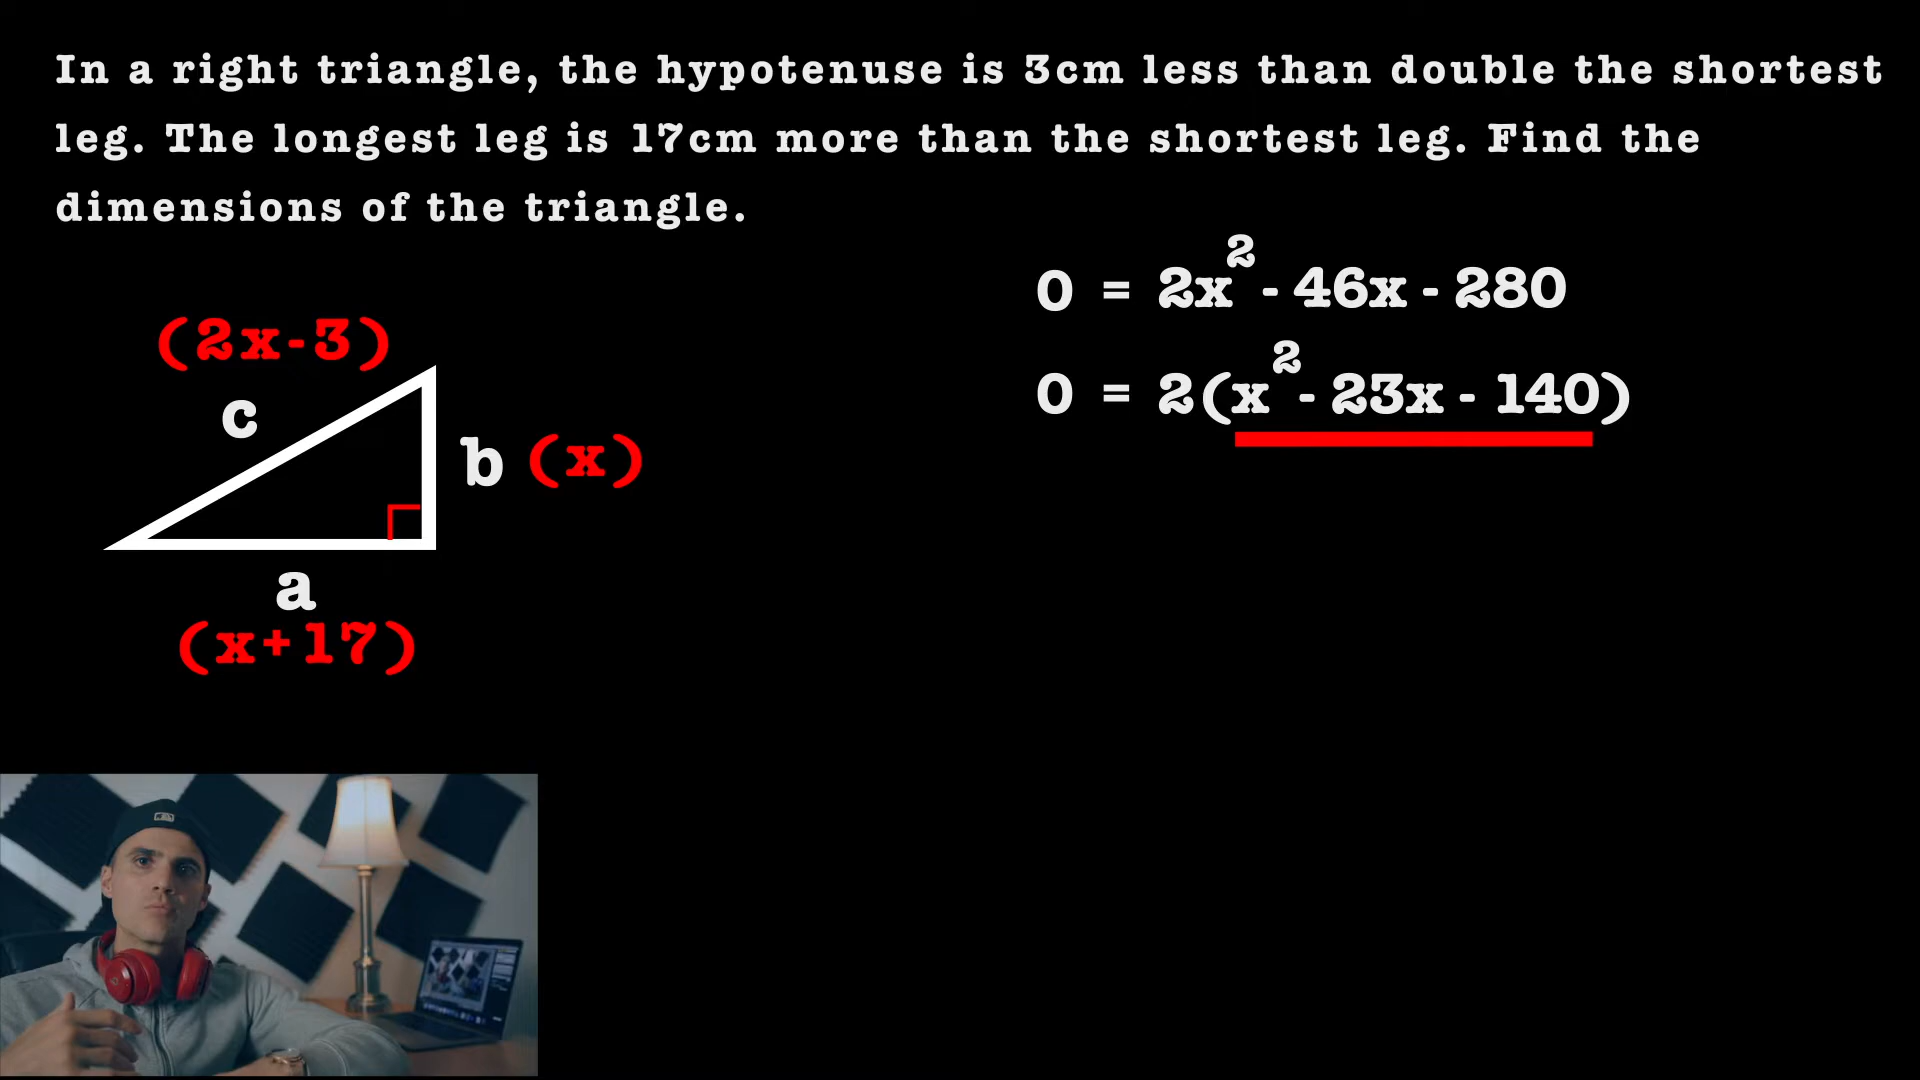 In a right triangle, the hypotenuse is 3cm less than double the shortest
leg. The longest leg is 17cm more than the shortest leg. Find the
dimensions of the triangle.
0 = 2x² - 46x - 280
0 = 2(x² - 23x - 140)
(2x-3)
c
b (x)
a
(x+17)